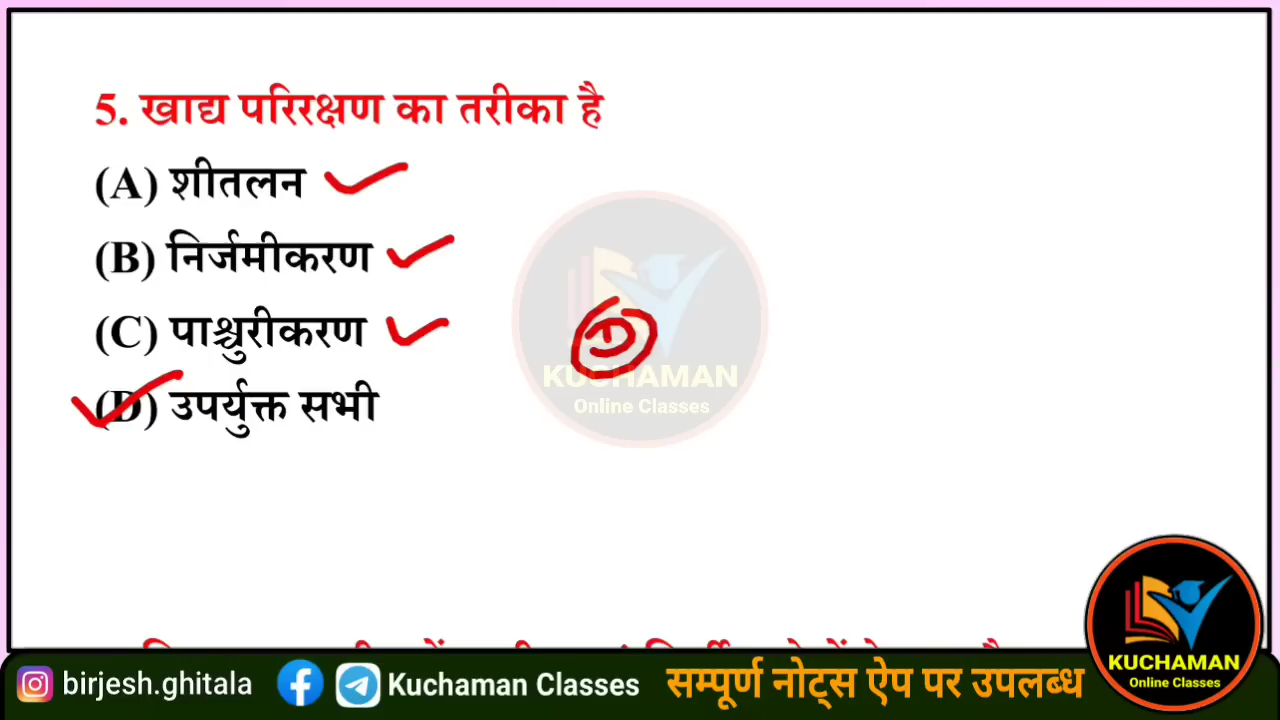 5. खाद्य परिरक्षण का तरीका है
(A) शीतलन
(B) निर्जमीकरण
(C) पाश्चुरीकरण
(D) उपर्युक्त सभी
KUCHAMAN
Online Classes
birjesh.ghitala
Kuchaman Classes
सम्पूर्ण नोट्स ऐप पर उपलब्ध
KUCHAMAN
Online Classes